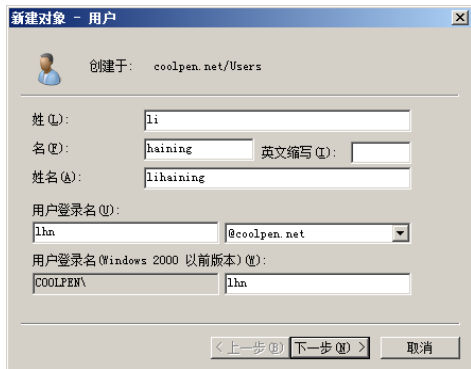 新建对象 - 用户
创建于: coolpen.net/Users
姓(L): li
名(F): haining 英文缩写(I):
姓名(A): lihaining
用户登录名(U):
lhn @coolpen.net
用户登录名(Windows 2000 以前版本)(W):
COOLPEN\ lhn
< 上一步(B) 下一步(N) > 取消